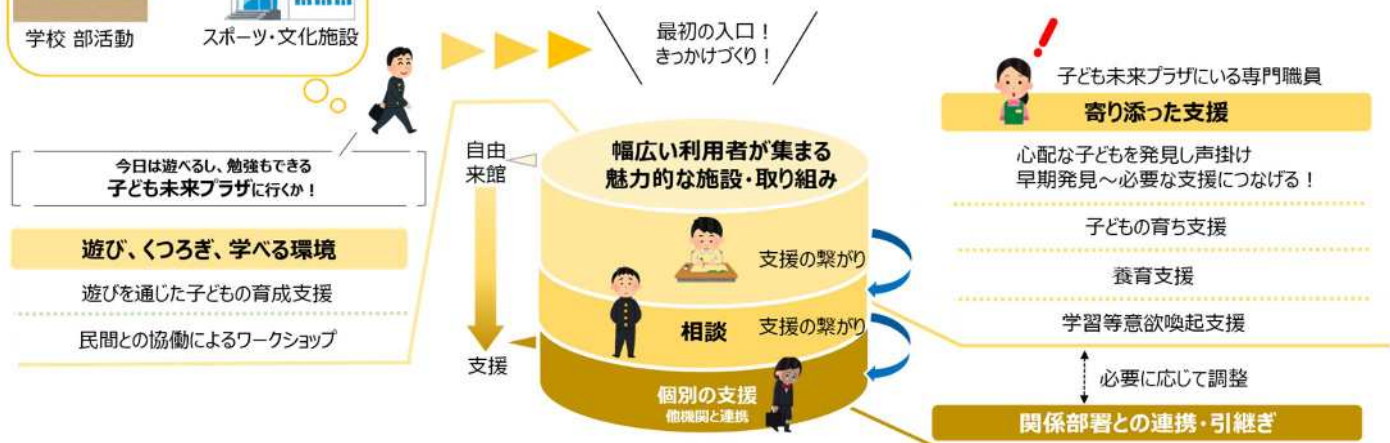 学校 部活動
スポーツ・文化施設
最初の入口！
きっかけづくり！
今日は遊べるし、勉強もできる
子ども未来プラザに行くか！
遊び、くつろぎ、学べる環境
遊びを通じた子どもの育成支援
民間との協働によるワークショップ
自由
来館
支援
幅広い利用者が集まる
魅力的な施設・取り組み
支援の繋がり
相談
支援の繋がり
個別の支援
他機関と連携
子ども未来プラザにいる専門職員
寄り添った支援
心配な子どもを発見し声掛け
早期発見～必要な支援につなげる！
子どもの育ち支援
養育支援
学習等意欲喚起支援
必要に応じて調整
関係部署との連携・引継ぎ